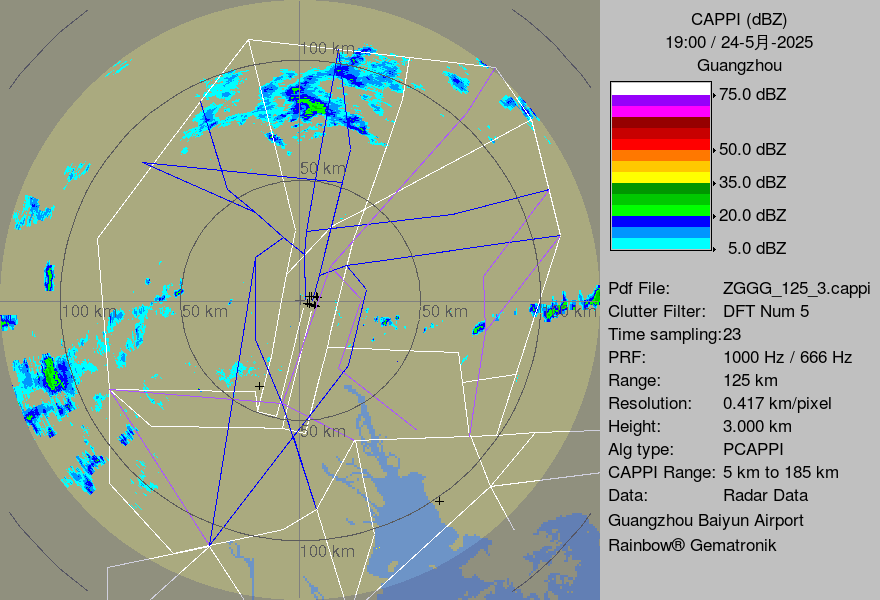 CAPPI (dBZ)
19:00 / 24-5月-2025
Guangzhou
75.0 dBZ
50.0 dBZ
35.0 dBZ
20.0 dBZ
5.0 dBZ
Pdf File: ZGGG_125_3.cappi
Clutter Filter: DFT Num 5
Time sampling:23
PRF: 1000 Hz / 666 Hz
Range: 125 km
Resolution: 0.417 km/pixel
Height: 3.000 km
Alg type: PCAPPI
CAPPI Range: 5 km to 185 km
Data: Radar Data
Guangzhou Baiyun Airport
Rainbow® Gematronik
100 km
50 km
100 km 50 km 50 km km
50 km
100 km